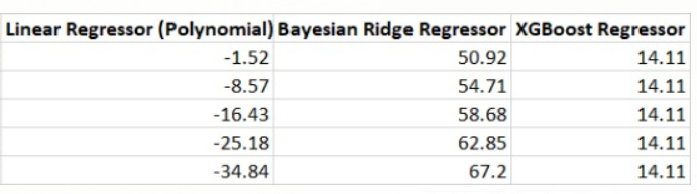 Linear Regressor (Polynomial) Bayesian Ridge Regressor XGBoost Regressor
-1.52 50.92 14.11
-8.57 54.71 14.11
-16.43 58.68 14.11
-25.18 62.85 14.11
-34.84 67.2 14.11